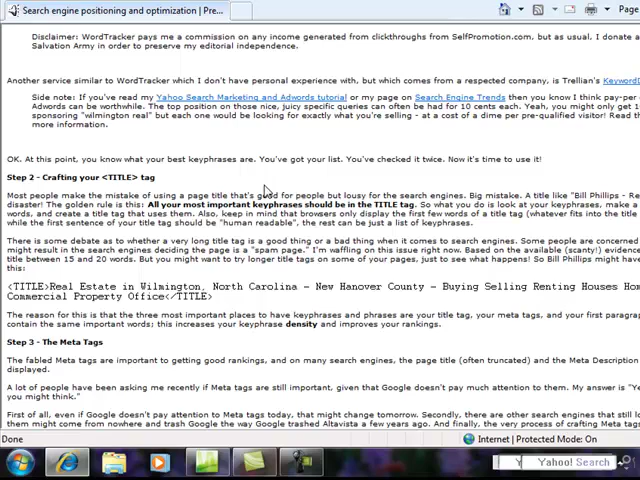 Search engine positioning and optimization | Pre...
Page
Disclaimer: WordTracker pays me a commission on any income generated from clickthroughs from SelfPromotion.com, but as usual, I donate a
Salvation Army in order to preserve my editorial independence.
Another service similar to WordTracker which I don't have personal experience with, but which comes from a respected company, is Trellian's KeywordD
Side note: If you've read my Yahoo Search Marketing and Adwords tutorial or my page on Search Engine Trends then you know I think pay-per
Adwords can be worthwhile. The top position on those nice, juicy specific queries can often be had for 10 cents each. Yeah, you might only get 1
sponsoring "wilmington real" but each one would be looking for exactly what you're selling - at a cost of a dime per pre-qualified visitor! Read th
more information.
OK. At this point, you know what your best keyphrases are. You've got your list. You've checked it twice. Now it's time to use it!
Step 2 - Crafting your <TITLE> tag
Most people make the mistake of using a page title that's good for people but lousy for the search engines. Big mistake. A title like "Bill Phillips - Re
disaster! The golden rule is this: All your most important keyphrases should be in the TITLE tag. So what you do is look at your keyphrases, make a
words, and create a title tag that uses them. Also, keep in mind that browsers only display the first few words of a title tag (whatever fits into the title
while the first sentence of your title tag should be "human readable", the rest can be just a list of keyphrases.
There is some debate as to whether a very long title tag is a good thing or a bad thing when it comes to search engines. Some people are concerned
might result in the search engines deciding the page is a "spam page." I'm waffling on this issue right now. Based on the available (scanty!) evidenc
title between 15 and 20 words. But you might want to try longer title tags on some of your pages, just to see what happens! So Bill Phillips might hav
this:
<TITLE>Real Estate in Wilmington, North Carolina - New Hanover County - Buying Selling Renting Houses Hom
Commercial Property Office</TITLE>
The reason for this is that the three most important places to have keyphrases and phrases are your title tag, your meta tags, and your first parag
contain the same important words; this increases your keyphrase density and improves your rankings.
Step 3 - The Meta Tags
The fabled Meta tags are important to getting good rankings, and on many search engines, the page title (often truncated) and the Meta Description
displayed.
A lot of people have been asking me recently if Meta tags are still important, given that Google doesn't pay much attention to them. My answer is "Ye
you might think."
First of all, even if Google doesn't pay attention to Meta tags today, that might change tomorrow. Secondly, there are other search engines that still lo
them might come from nowhere and trash Google the way Google trashed Altavista a few years ago. And finally, the very process of crafting Meta tags
Done
Internet | Protected Mode: On
Y
Yahoo! Search